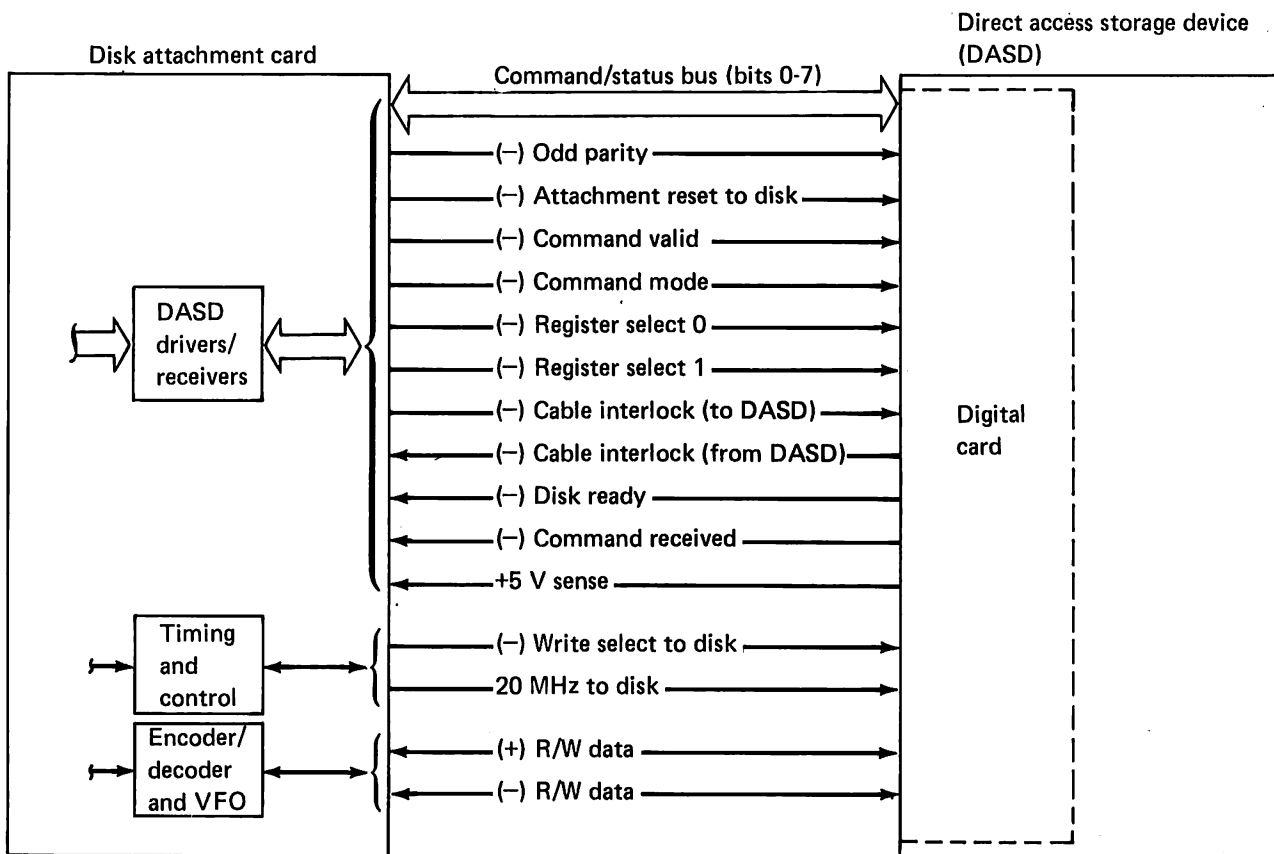 Direct access storage device
(DASD)
Disk attachment card
Command/status bus (bits 0-7)
(−) Odd parity
(−) Attachment reset to disk
(−) Command valid
(−) Command mode
DASD
drivers/
receivers
(−) Register select 0
(−) Register select 1
(−) Cable interlock (to DASD)
Digital
card
(−) Cable interlock (from DASD)
(−) Disk ready
(−) Command received
+5 V sense
Timing
and
control
(−) Write select to disk
20 MHz to disk
Encoder/
decoder
and VFO
(+) R/W data
(−) R/W data